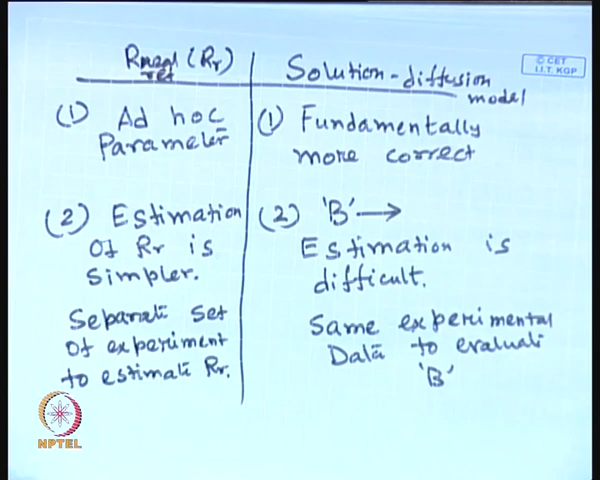 (Rr)
Solution-diffusion
model
© CET
I.I.T. KGP
(1) Ad hoc
Parameter
(1) Fundamentally
more correct
(2) Estimation
of Rr is
simpler.
Separate set
of experiment
to estimate Rr.
(2) 'B' →
Estimation is
difficult.
Same experimental
Data to evaluate
'B'
NPTEL